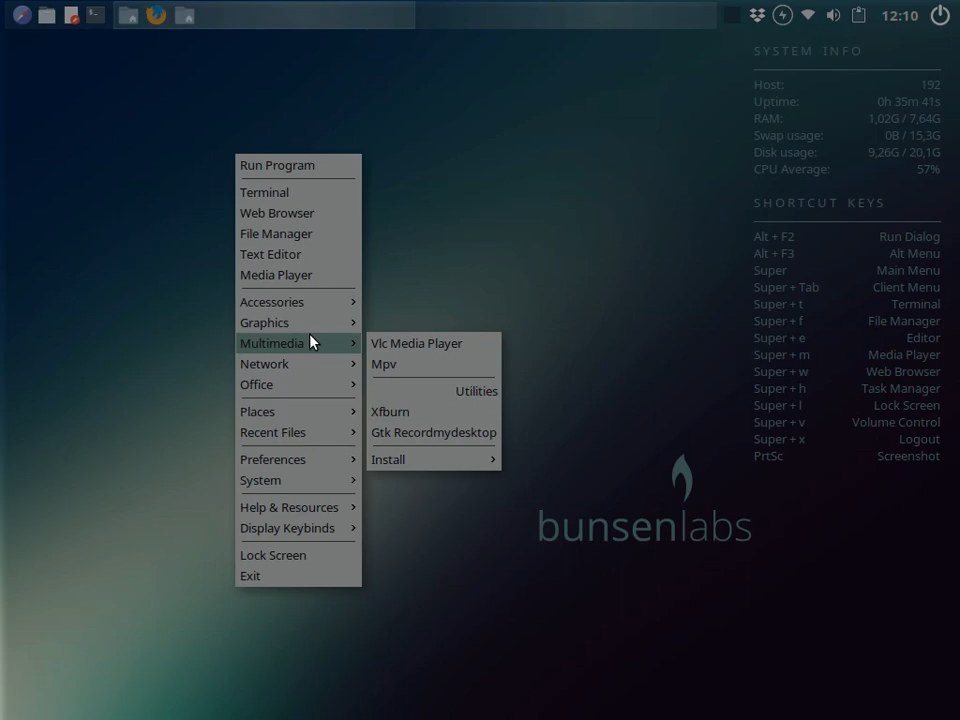 12:10
SYSTEM INFO
Host: 192
Uptime: 0h 35m 41s
RAM: 1,02G / 7,64G
Swap usage: 0B / 15,3G
Disk usage: 9,26G / 20,1G
CPU Average: 57%
SHORTCUT KEYS
Alt + F2 Run Dialog
Alt + F3 Alt Menu
Super Main Menu
Super + Tab Client Menu
Super + t Terminal
Super + f File Manager
Super + e Editor
Super + m Media Player
Super + w Web Browser
Super + h Task Manager
Super + l Lock Screen
Super + v Volume Control
Super + x Logout
PrtSc Screenshot
Run Program
Terminal
Web Browser
File Manager
Text Editor
Media Player
Accessories
Graphics
Multimedia
Network
Office
Places
Recent Files
Preferences
System
Help & Resources
Display Keybinds
Lock Screen
Exit
Vlc Media Player
Mpv
Utilities
Xfburn
Gtk Recordmydesktop
Install
bunsenlabs